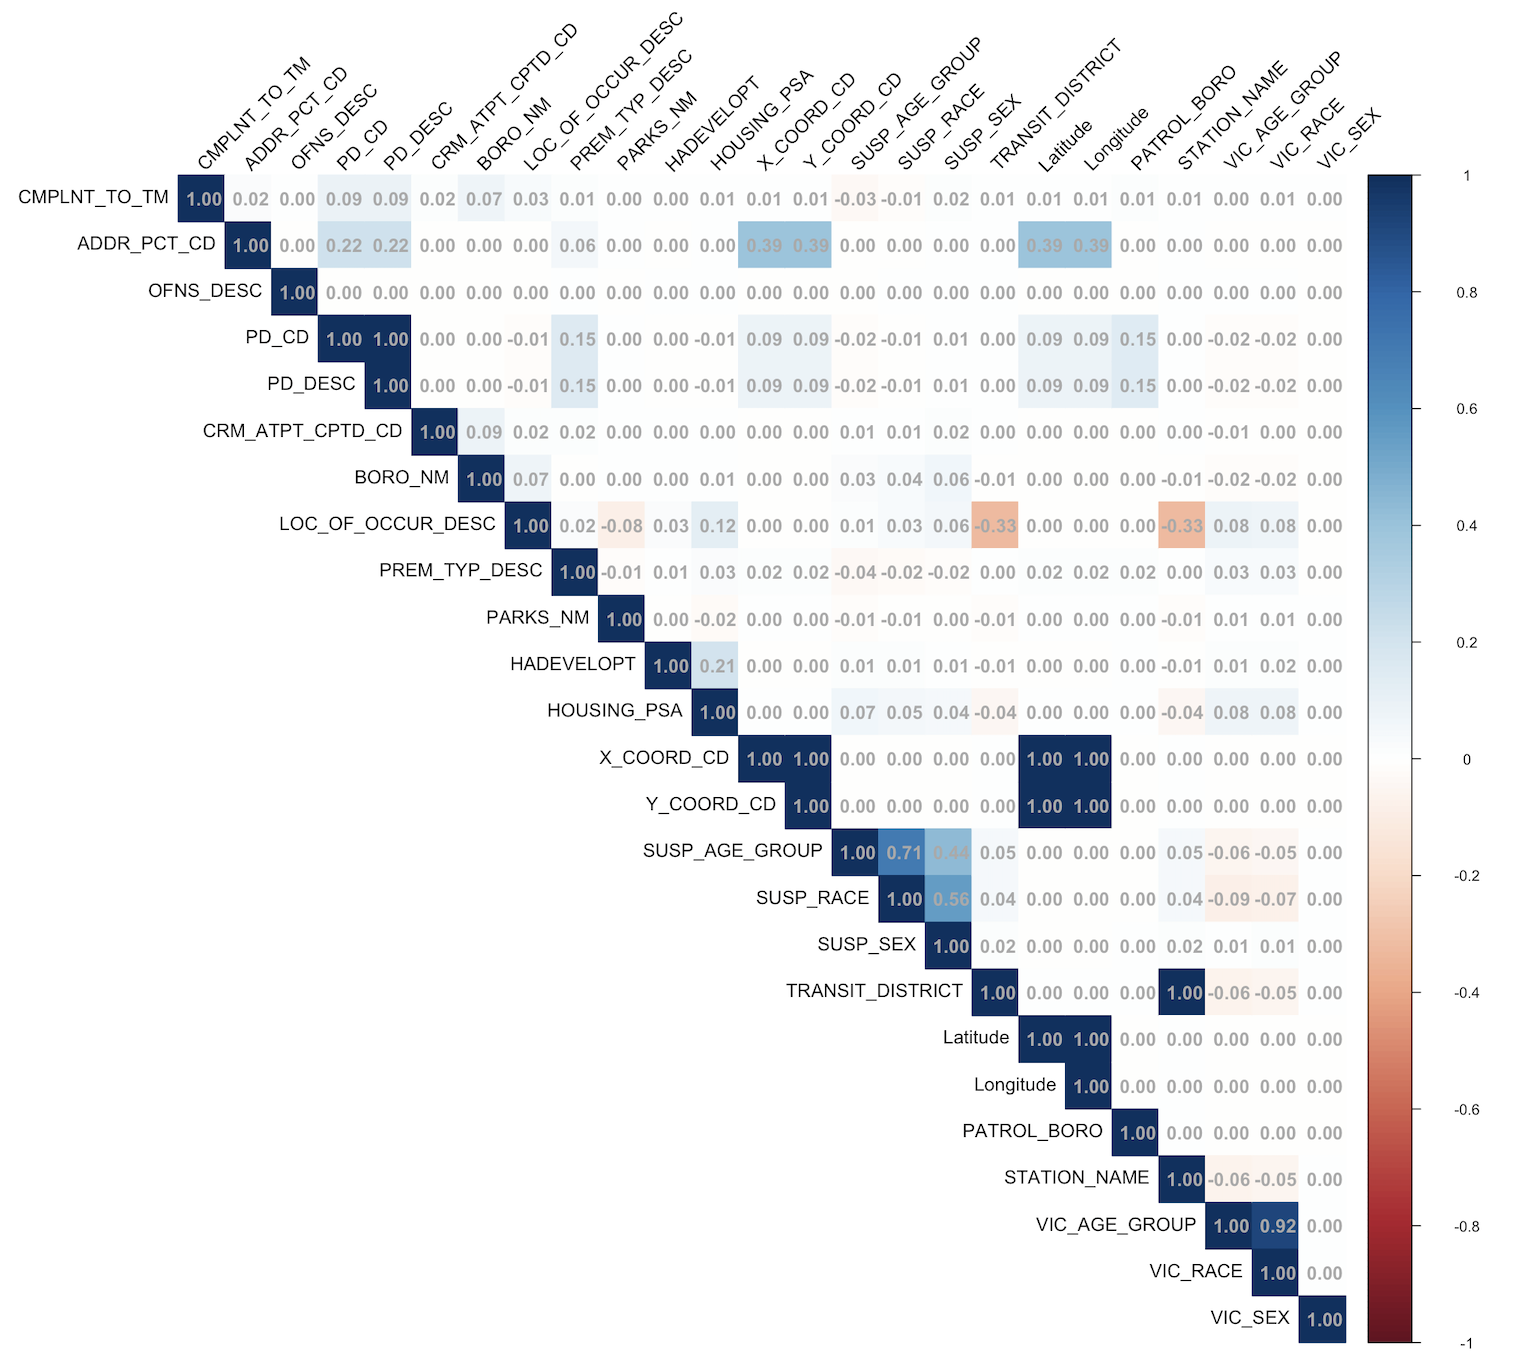 CMPLNT_TO_TM
ADDR_PCT_CD
OFNS_DESC
PD_CD
PD_DESC
CRM_ATPT_CPTD_CD
BORO_NM
LOC_OF_OCCUR_DESC
PREM_TYP_DESC
PARKS_NM
HADEVELOPT
HOUSING_PSA
X_COORD_CD
Y_COORD_CD
SUSP_AGE_GROUP
SUSP_RACE
SUSP_SEX
TRANSIT_DISTRICT
Latitude
Longitude
PATROL_BORO
STATION_NAME
VIC_AGE_GROUP
VIC_RACE
VIC_SEX
CMPLNT_TO_TM 1.00 0.02 0.00 0.09 0.09 0.02 0.07 0.03 0.01 0.00 0.00 0.01 0.01 0.01 -0.03 -0.01 0.02 0.01 0.01 0.01 0.01 0.01 0.00 0.01 0.00
ADDR_PCT_CD 1.00 0.00 0.22 0.22 0.00 0.00 0.00 0.06 0.00 0.00 0.00 0.39 0.39 0.00 0.00 0.00 0.00 0.39 0.39 0.00 0.00 0.00 0.00 0.00
OFNS_DESC 1.00 0.00 0.00 0.00 0.00 0.00 0.00 0.00 0.00 0.00 0.00 0.00 0.00 0.00 0.00 0.00 0.00 0.00 0.00 0.00 0.00 0.00 0.00
PD_CD 1.00 1.00 0.00 0.00 -0.01 0.15 0.00 0.00 -0.01 0.09 0.09 -0.02 -0.01 0.01 0.00 0.09 0.09 0.15 0.00 -0.02 -0.02 0.00
PD_DESC 1.00 0.00 0.00 -0.01 0.15 0.00 0.00 -0.01 0.09 0.09 -0.02 -0.01 0.01 0.00 0.09 0.09 0.15 0.00 -0.02 -0.02 0.00
CRM_ATPT_CPTD_CD 1.00 0.09 0.02 0.02 0.00 0.00 0.00 0.00 0.00 0.01 0.01 0.02 0.00 0.00 0.00 0.00 0.00 -0.01 0.00 0.00
BORO_NM 1.00 0.07 0.00 0.00 0.00 0.01 0.00 0.00 0.03 0.04 0.06 -0.01 0.00 0.00 0.00 -0.01 -0.02 -0.02 0.00
LOC_OF_OCCUR_DESC 1.00 0.02 -0.08 0.03 0.12 0.00 0.00 0.01 0.03 0.06 -0.33 0.00 0.00 0.00 -0.33 0.08 0.08 0.00
PREM_TYP_DESC 1.00 -0.01 0.01 0.03 0.02 0.02 -0.04 -0.02 -0.02 0.00 0.02 0.02 0.02 0.00 0.03 0.03 0.00
PARKS_NM 1.00 0.00 -0.02 0.00 0.00 -0.01 -0.01 0.00 -0.01 0.00 0.00 0.00 -0.01 0.01 0.01 0.00
HADEVELOPT 1.00 0.21 0.00 0.00 0.01 0.01 0.01 -0.01 0.00 0.00 0.00 -0.01 0.01 0.02 0.00
HOUSING_PSA 1.00 0.00 0.00 0.07 0.05 0.04 -0.04 0.00 0.00 0.00 -0.04 0.08 0.08 0.00
X_COORD_CD 1.00 1.00 0.00 0.00 0.00 0.00 1.00 1.00 0.00 0.00 0.00 0.00 0.00
Y_COORD_CD 1.00 0.00 0.00 0.00 0.00 1.00 1.00 0.00 0.00 0.00 0.00 0.00
SUSP_AGE_GROUP 1.00 0.71 0.44 0.05 0.00 0.00 0.00 0.05 -0.06 -0.05 0.00
SUSP_RACE 1.00 0.56 0.04 0.00 0.00 0.00 0.04 -0.09 -0.07 0.00
SUSP_SEX 1.00 0.02 0.00 0.00 0.00 0.02 0.01 0.01 0.00
TRANSIT_DISTRICT 1.00 0.00 0.00 0.00 1.00 -0.06 -0.05 0.00
Latitude 1.00 1.00 0.00 0.00 0.00 0.00 0.00
Longitude 1.00 0.00 0.00 0.00 0.00 0.00
PATROL_BORO 1.00 0.00 0.00 0.00 0.00
STATION_NAME 1.00 -0.06 -0.05 0.00
VIC_AGE_GROUP 1.00 0.92 0.00
VIC_RACE 1.00 0.00
VIC_SEX 1.00
1
0.8
0.6
0.4
0.2
0
-0.2
-0.4
-0.6
-0.8
-1